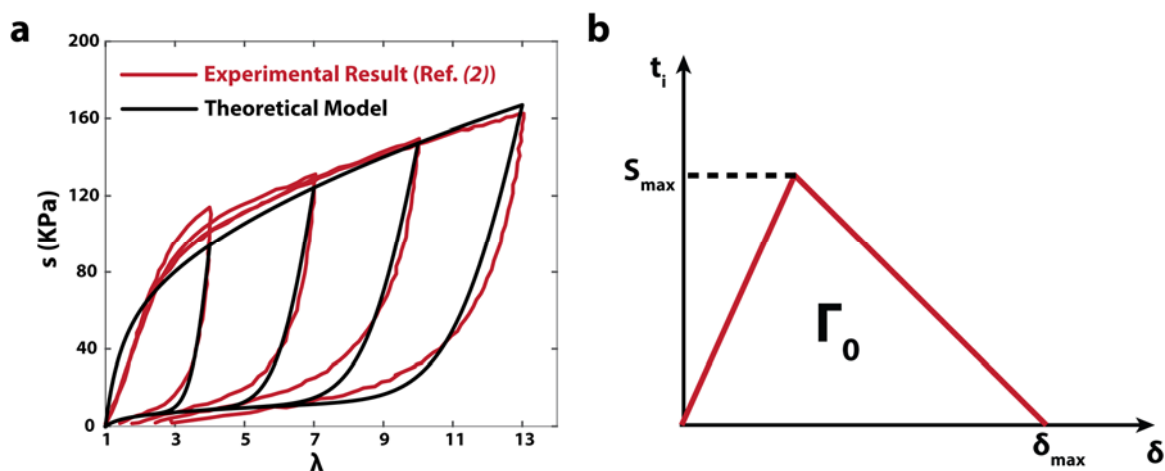 a
200
160
120
80
40
0
s (KPa)
Experimental Result (Ref. (2))
Theoretical Model
1
3
5
7
9
11
13
λ
b
t_i
S_max
Γ_0
δ_max
δ